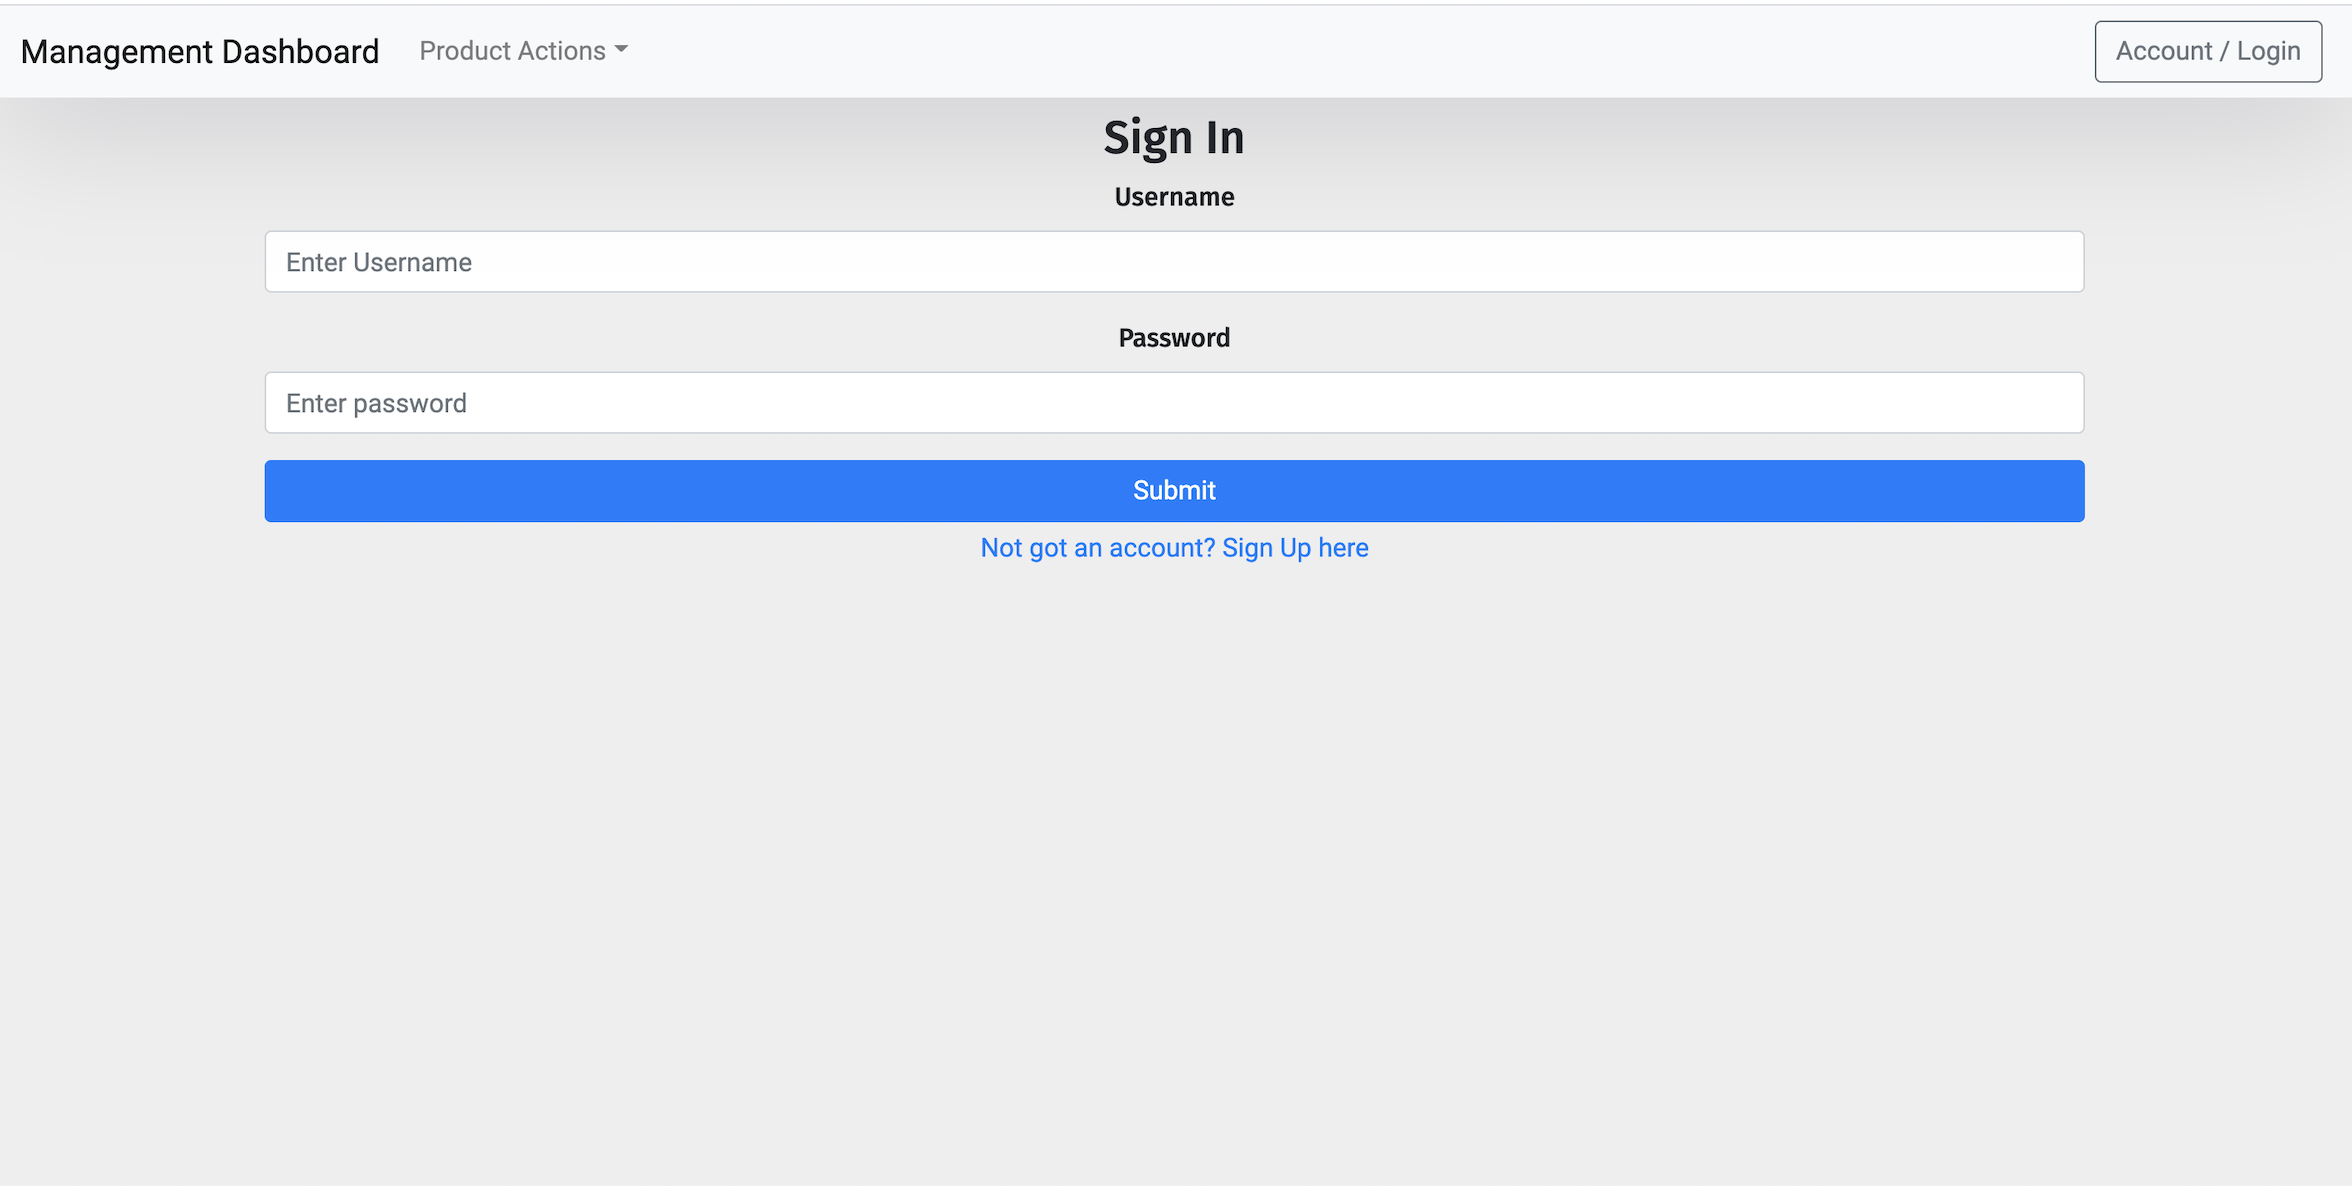 Management Dashboard Product Actions Account / Login
Sign In
Username
Enter Username
Password
Enter password
Submit
Not got an account? Sign Up here